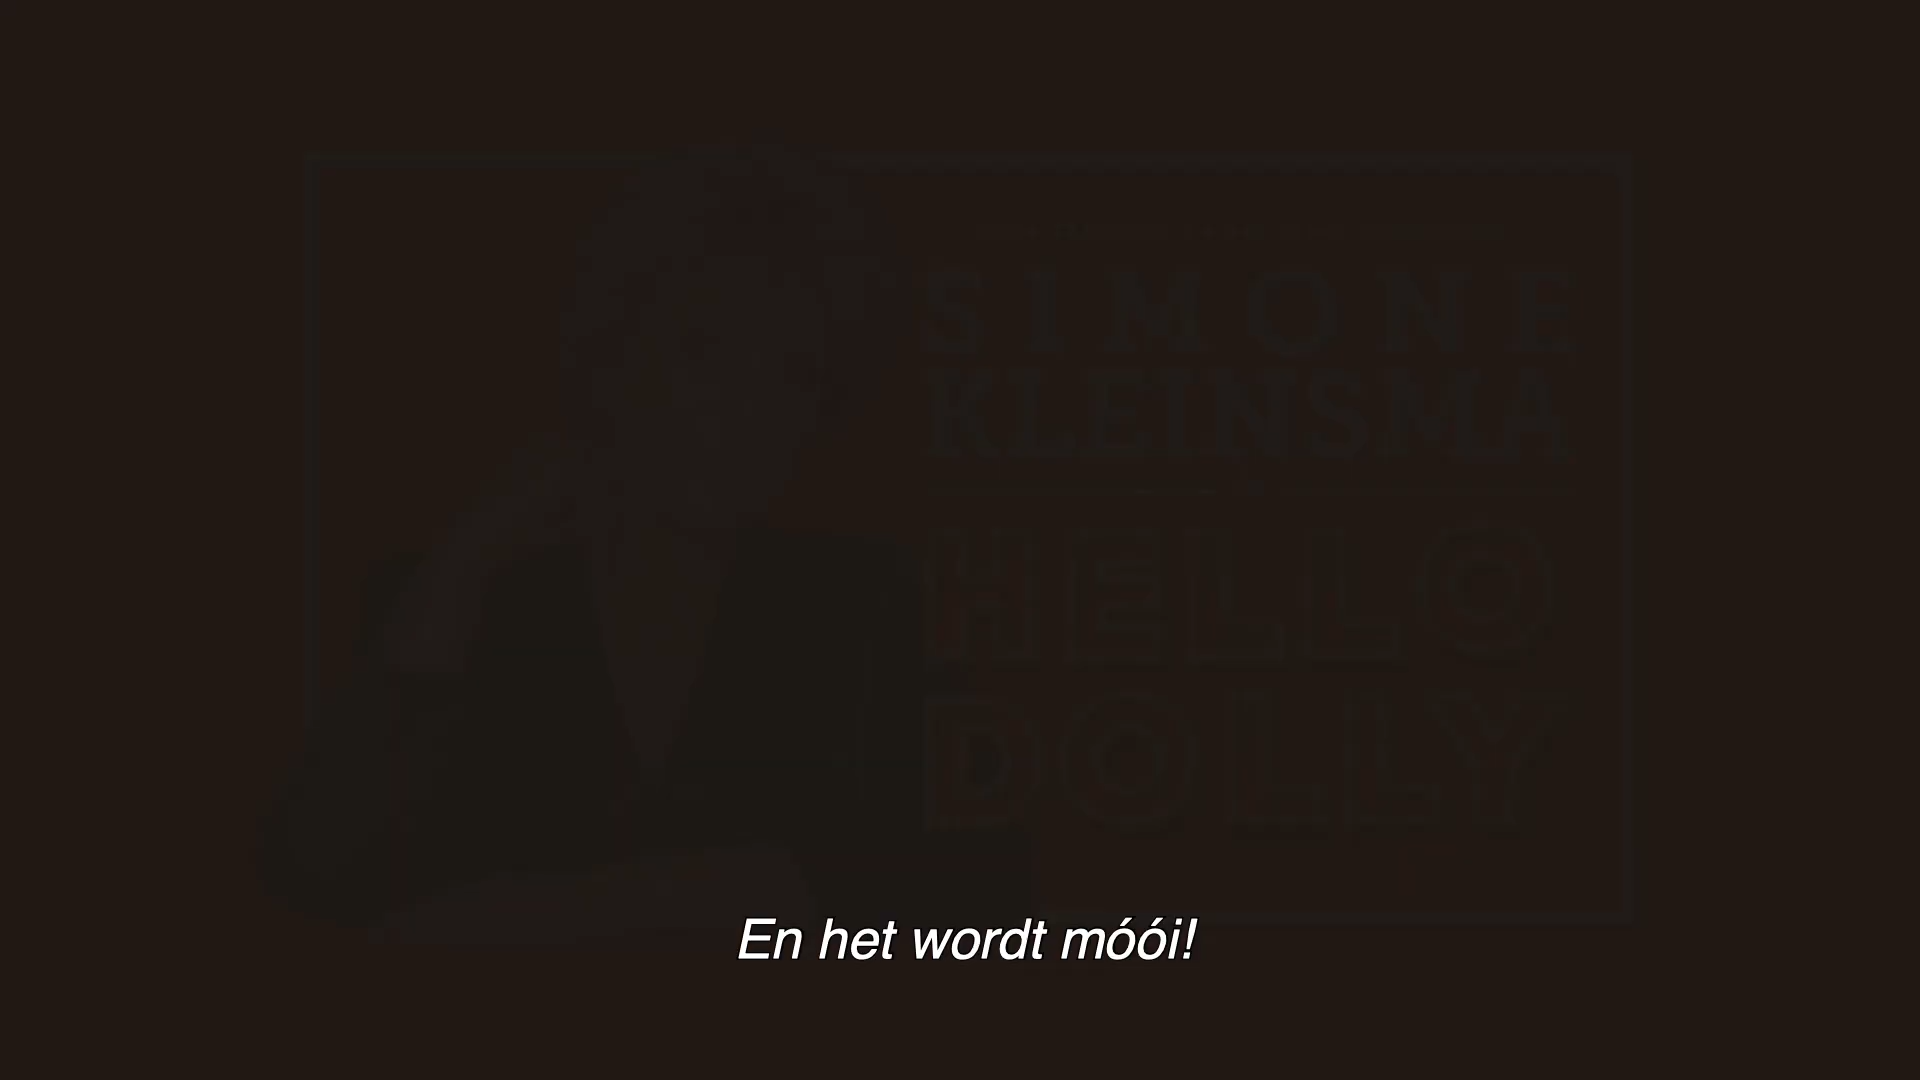 SIMONE
KLEINSMA
HELLO
DOLLY
En het wordt móói!